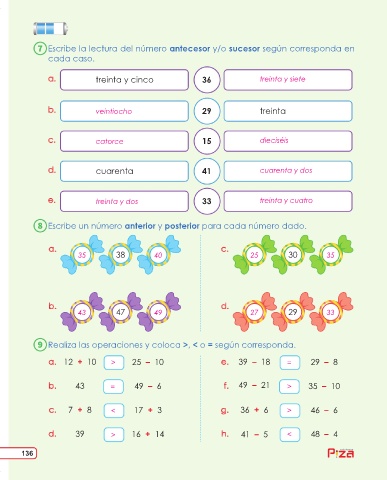 7 Escribe la lectura del número antecesor y/o sucesor según corresponda en
cada caso.
a. treinta y cinco 36 treinta y siete
b. veintiocho 29 treinta
c. catorce 15 dieciséis
d. cuarenta 41 cuarenta y dos
e. treinta y dos 33 treinta y cuatro
8 Escribe un número anterior y posterior para cada número dado.
a. 35 38 40
c. 25 30 35
b. 43 47 49
d. 27 29 33
9 Realiza las operaciones y coloca >, < o = según corresponda.
a. 12 + 10 > 25 – 10
e. 39 – 18 = 29 – 8
b. 43 = 49 – 6
f. 49 – 21 > 35 – 10
c. 7 + 8 < 17 + 3
g. 36 + 6 > 46 – 6
d. 39 > 16 + 14
h. 41 – 5 < 48 – 4
136